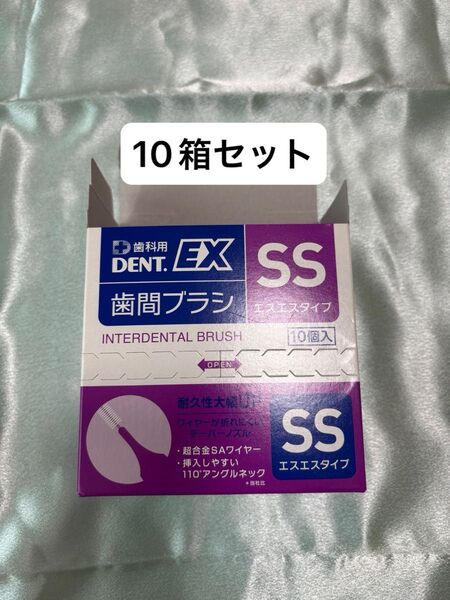 10箱セット
歯科用
DENT. EX
SS
歯間ブラシ
エスエスタイプ
INTERDENTAL BRUSH
10個入
OPEN
耐久性大幅UP
ワイヤーが折れにくい
テーパーノズル
・超合金SAワイヤー
・挿入しやすい
110°アングルネック
*当社比
SS
エスエスタイプ